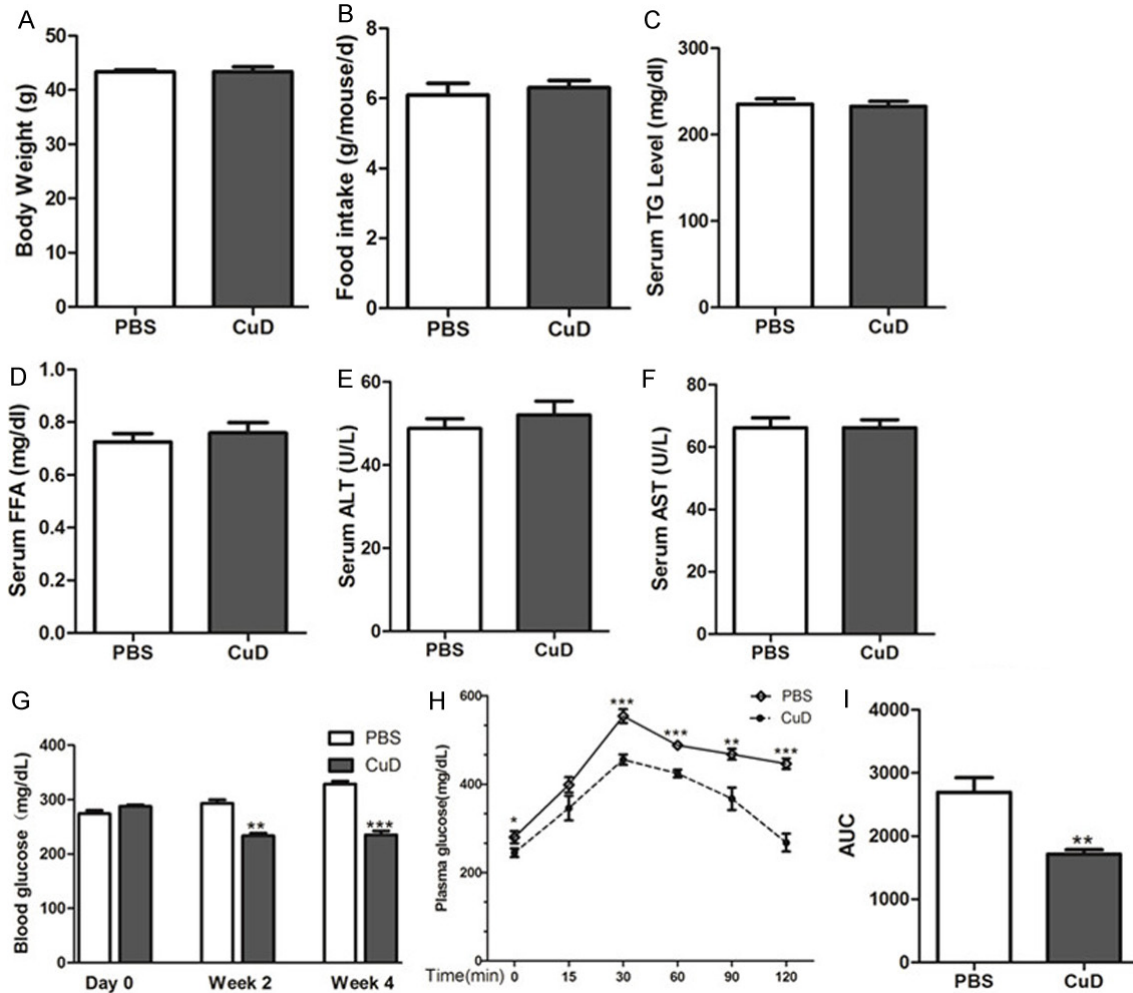 A
Body Weight (g)
50
40
30
20
10
0
PBS CuD
B
Food intake (g/mouse/d)
8
6
4
2
0
PBS CuD
C
Serum TG Level (mg/dl)
300
200
100
0
PBS CuD
D
Serum FFA (mg/dl)
1.0
0.8
0.6
0.4
0.2
0.0
PBS CuD
E
Serum ALT (U/L)
60
40
20
0
PBS CuD
F
Serum AST (U/L)
80
60
40
20
0
PBS CuD
G
Blood glucose (mg/dL)
400
300
200
100
0
PBS
CuD
**
***
Day 0 Week 2 Week 4
H
Plasma glucose(mg/dL)
600
400
200
0
PBS
CuD
*
***
***
**
***
Time(min) 0 15 30 60 90 120
I
AUC
4000
3000
2000
1000
0
**
PBS CuD